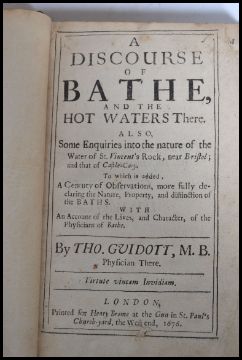 A
DISCOURSE
OF
BATHE,
AND THE
HOT WATERS There.
ALSO,
Some Enquiries into the nature of the
Water of St. Vincent's Rock, near Bristol;
and that of Castle-Cary.
To which is added,
A Century of Observations, more fully de-
claring the Nature, Property, and distinction of
the BATHS.
WITH
An Account of the Lives, and Character, of the
Physicians of Bathe.
By THO. GUIDOTT, M. B.
Physician There.
Virtute vincam Invidiam.
LONDON,
Printed for Henry Brome at the Gun in St. Paul's
Church-yard, the West end, 1676.